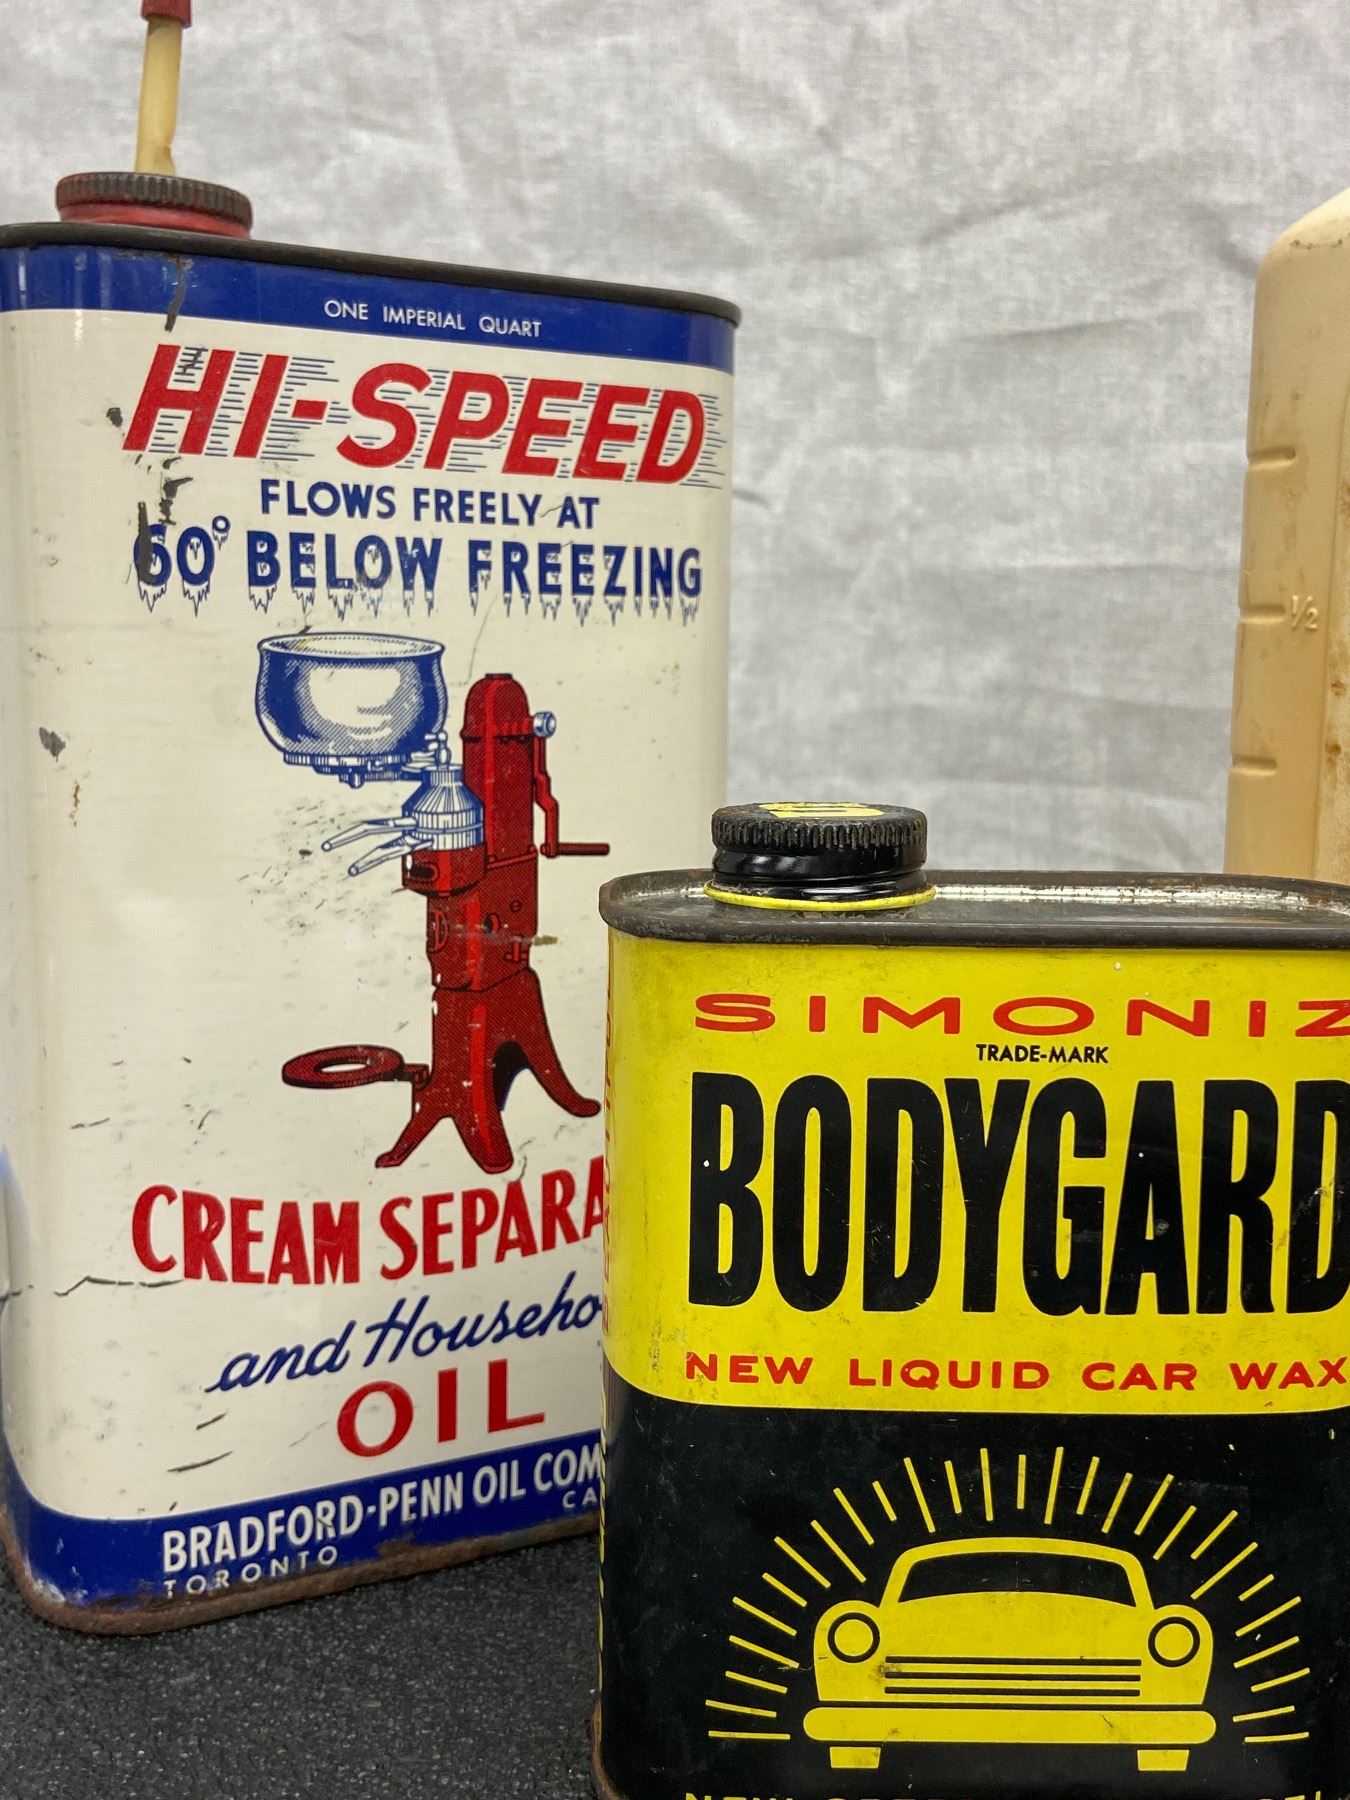 ONE IMPERIAL QUART
HI-SPEED
FLOWS FREELY AT
60° BELOW FREEZING
CREAM SEPARA
and Househo
OIL
BRADFORD-PENN OIL COM
CA
TORONTO
SIMONIZ
TRADE-MARK
BODYGARD
NEW LIQUID CAR WAX
½